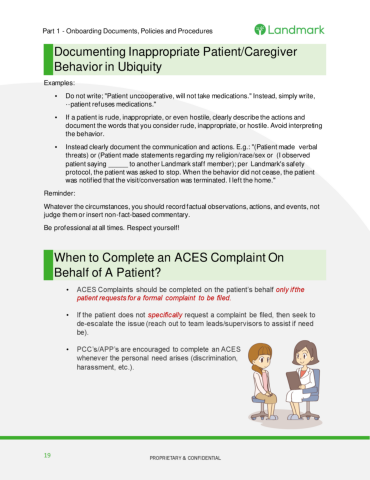 Part 1 - Onboarding Documents, Policies and Procedures
Landmark
Documenting Inappropriate Patient/Caregiver
Behavior in Ubiquity
Examples:
• Do not write; "Patient uncooperative, will not take medications." Instead, simply write,
--patient refuses medications."
• If a patient is rude, inappropriate, or even hostile, clearly describe the actions and
document the words that you consider rude, inappropriate, or hostile. Avoid interpreting
the behavior.
• Instead clearly document the communication and actions. E.g.: "(Patient made verbal
threats) or (Patient made statements regarding my religion/race/sex or (I observed
patient saying _____ to another Landmark staff member); per Landmark's safety
protocol, the patient was asked to stop. When the behavior did not cease, the patient
was notified that the visit/conversation was terminated. I left the home."
Reminder:
Whatever the circumstances, you should record factual observations, actions, and events, not
judge them or insert non-fact-based commentary.
Be professional at all times. Respect yourself!
When to Complete an ACES Complaint On
Behalf of A Patient?
• ACES Complaints should be completed on the patient's behalf only if the
patient requests for a formal complaint to be filed.
• If the patient does not specifically request a complaint be filed, then seek to
de-escalate the issue (reach out to team leads/supervisors to assist if need
be).
• PCC's/APP's are encouraged to complete an ACES
whenever the personal need arises (discrimination,
harassment, etc.).
19
PROPRIETARY & CONFIDENTIAL